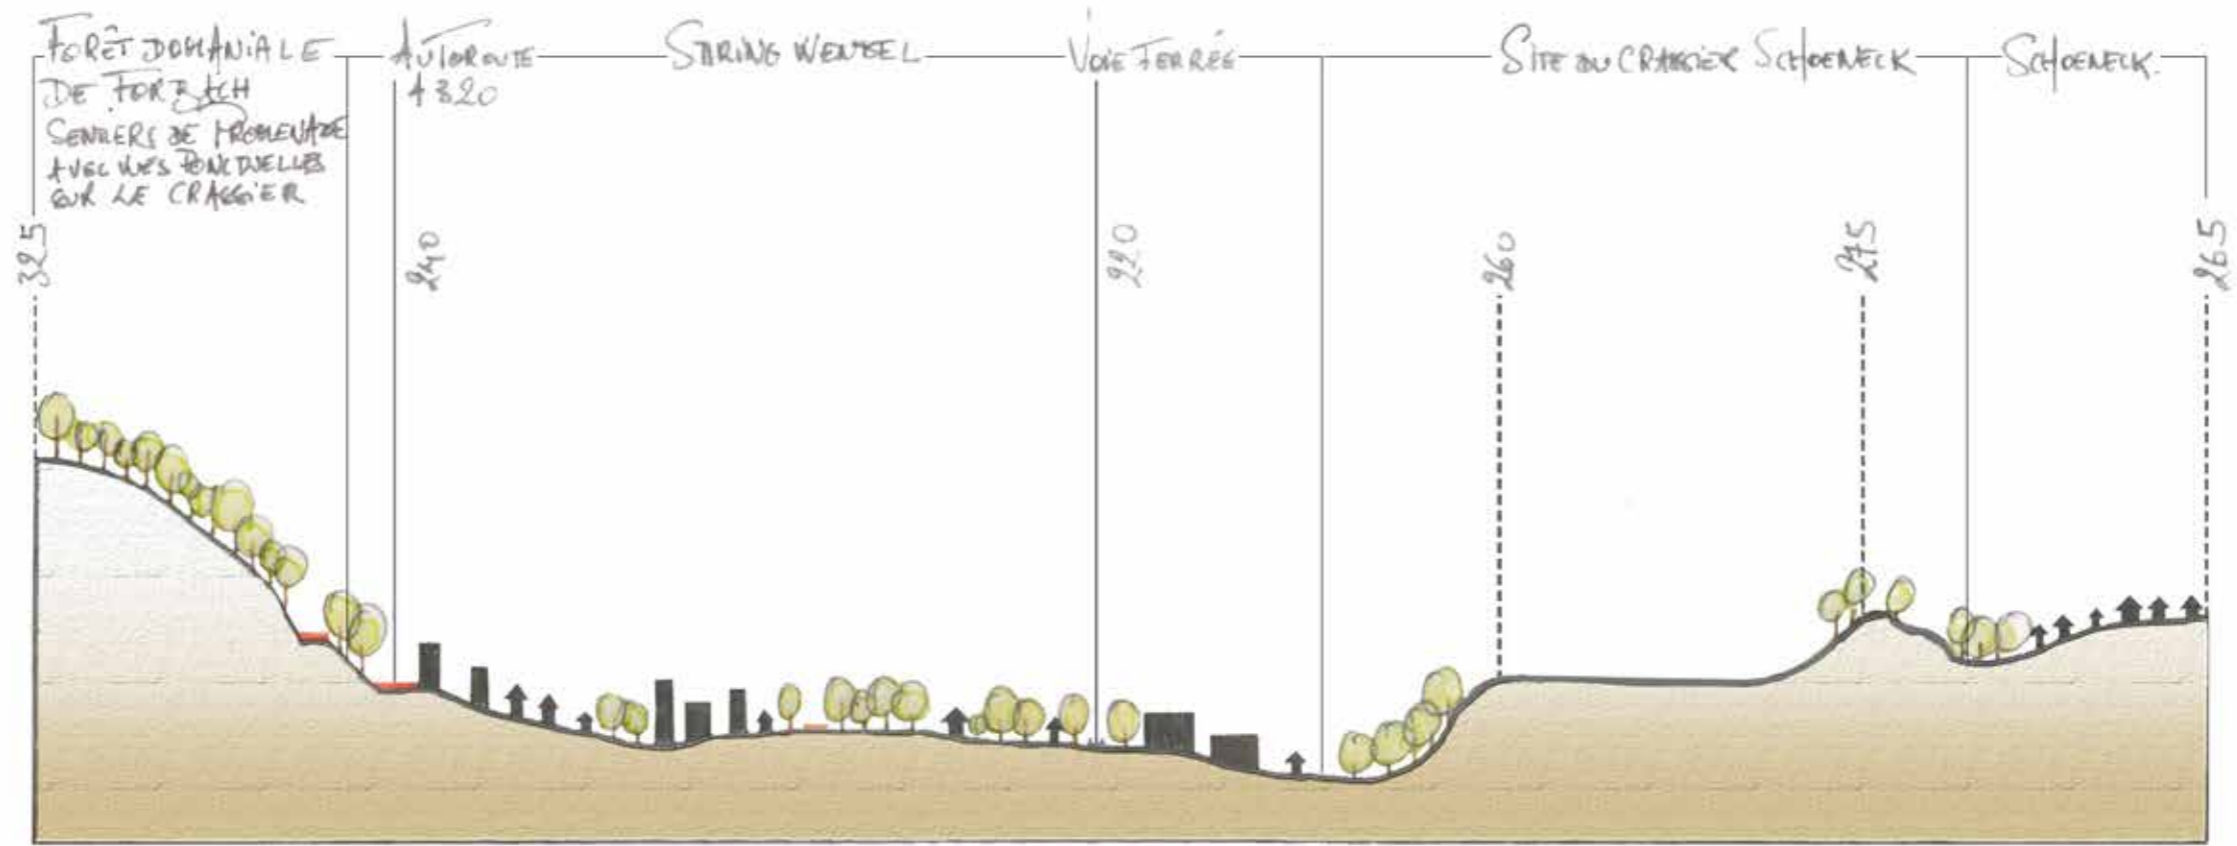 FORÊT DOMANIALE
DE FORBACH
SENTIERS DE PROMENADE
AVEC VUES PONCTUELLES
SUR LE CRASSIER
AUTOROUTE
A320
STIRING WENDEL
VOIE FERRÉE
SITE DU CRASSIER SCHOENECK
SCHOENECK.
325
240
220
260
275
265